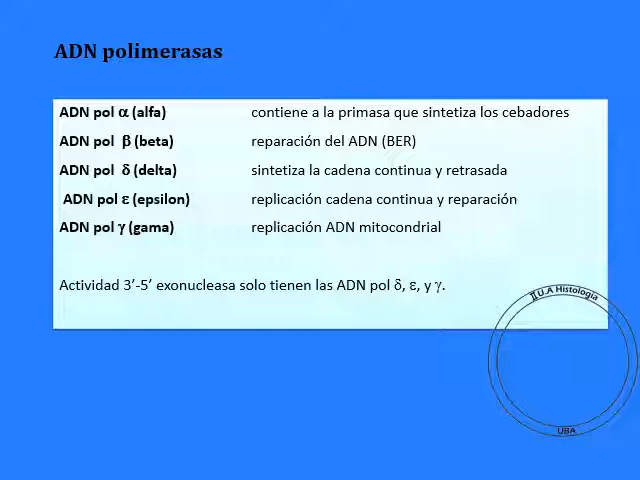 ADN polimerasas
ADN pol α (alfa) contiene a la primasa que sintetiza los cebadores
ADN pol β (beta) reparación del ADN (BER)
ADN pol δ (delta) sintetiza la cadena continua y retrasada
ADN pol ε (epsilon) replicación cadena continua y reparación
ADN pol γ (gama) replicación ADN mitocondrial
Actividad 3’-5’ exonucleasa solo tienen las ADN pol δ, ε, y γ.
II U.A Histología
UBA